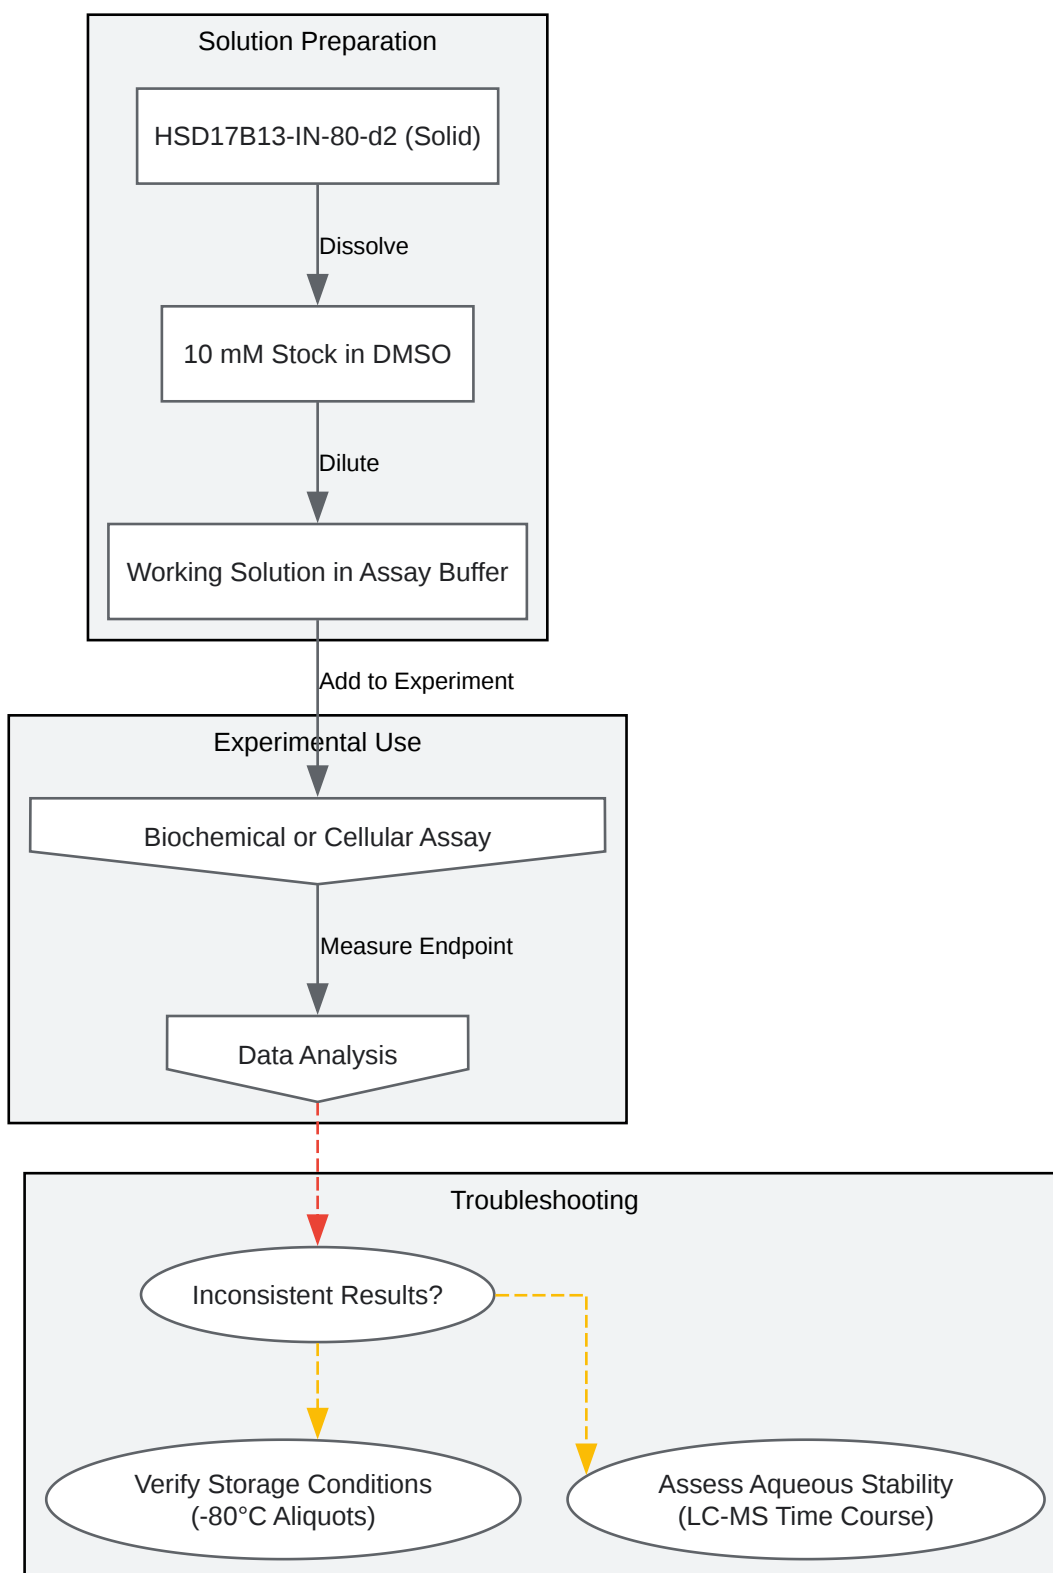 Solution Preparation
HSD17B13-IN-80-d2 (Solid)
Dissolve
10 mM Stock in DMSO
Dilute
Working Solution in Assay Buffer
Add to Experiment
Experimental Use
Biochemical or Cellular Assay
Measure Endpoint
Data Analysis
Troubleshooting
Inconsistent Results?
Verify Storage Conditions
(-80°C Aliquots)
Assess Aqueous Stability
(LC-MS Time Course)